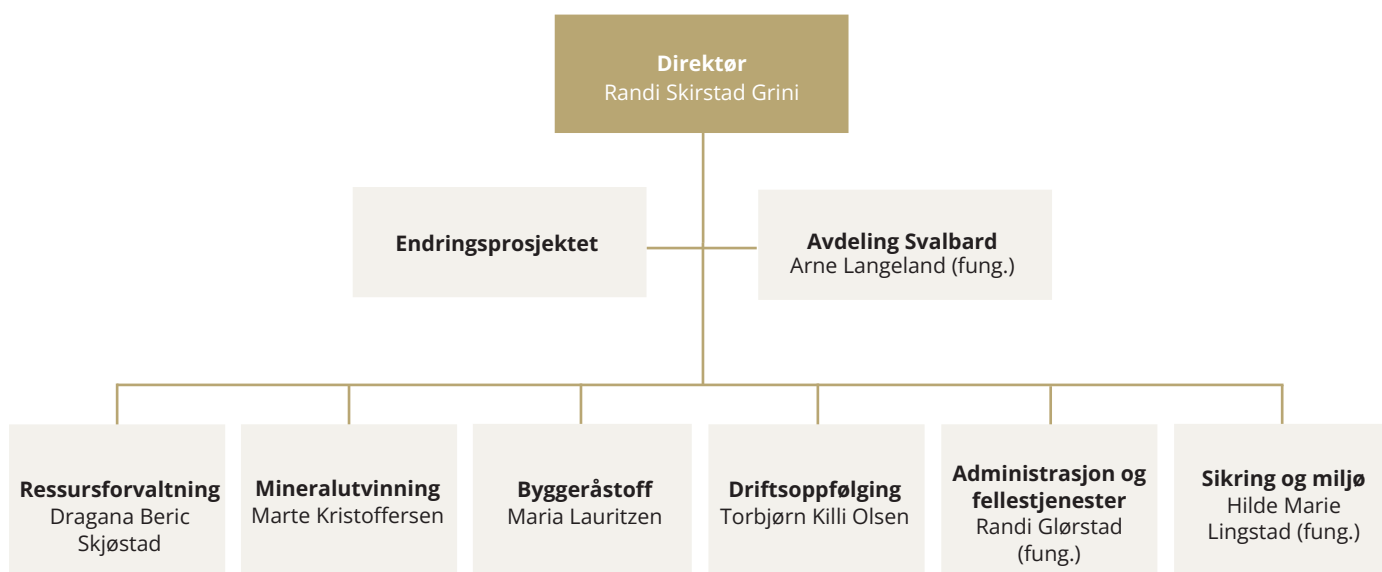 Direktør
Randi Skirstad Grini
Endringsprosjektet
Avdeling Svalbard
Arne Langeland (fung.)
Ressursforvaltning
Dragana Beric
Skjøstad
Mineralutvinning
Marte Kristoffersen
Byggeråstoff
Maria Lauritzen
Driftsoppfølging
Torbjørn Killi Olsen
Administrasjon og
fellestjenester
Randi Glørstad
(fung.)
Sikring og miljø
Hilde Marie
Lingstad (fung.)